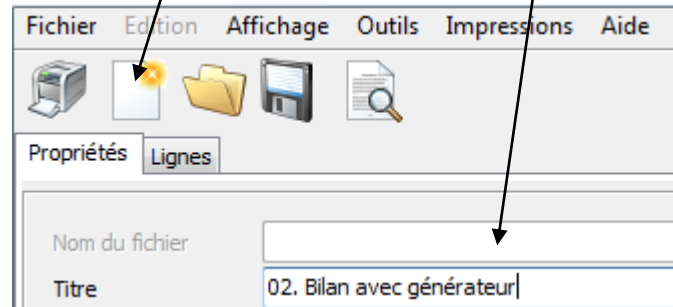 Fichier Edition Affichage Outils Impressions Aide
Propriétés Lignes
Nom du fichier
Titre 02. Bilan avec générateur